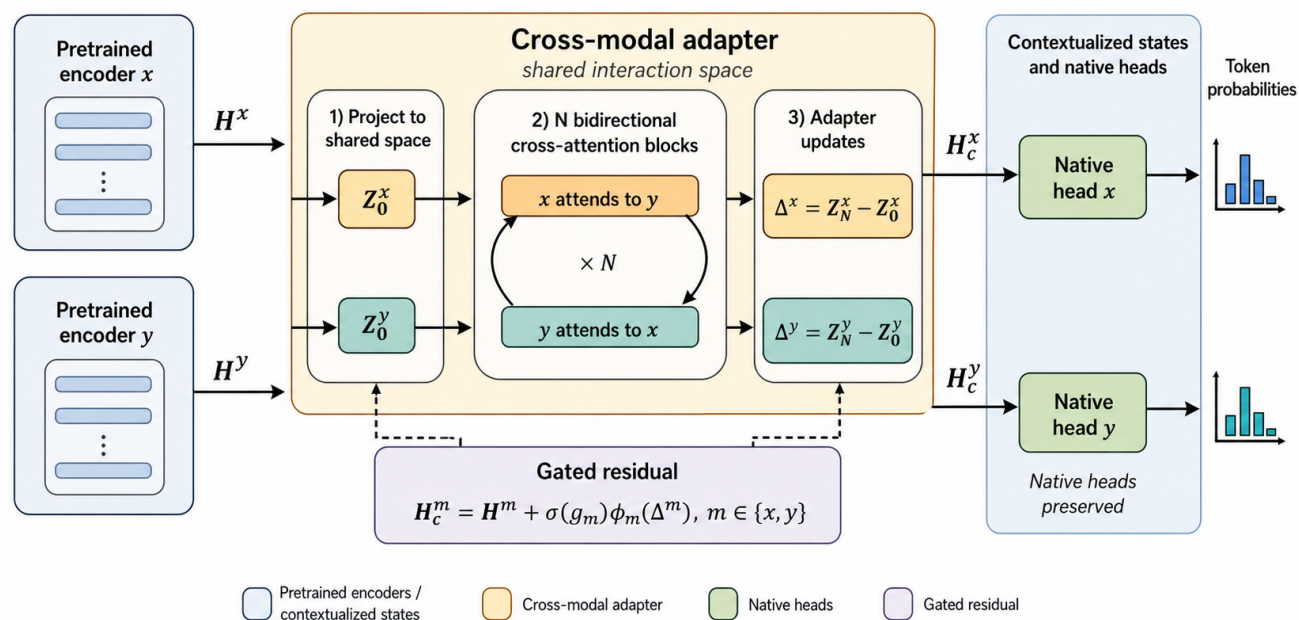 Pretrained
encoder x
H^x
Pretrained
encoder y
H^y
Cross-modal adapter
shared interaction space
1) Project to
shared space
Z_0^x
Z_0^y
2) N bidirectional
cross-attention blocks
x attends to y
× N
y attends to x
3) Adapter
updates
Δ^x = Z_N^x − Z_0^x
Δ^y = Z_N^y − Z_0^y
H_c^x
H_c^y
Contextualized states
and native heads
Native
head x
Native
head y
Native heads
preserved
Token
probabilities
Gated residual
H_c^m = H^m + σ(g_m)ϕ_m(Δ^m), m ∈ {x, y}
Pretrained encoders /
contextualized states
Cross-modal adapter
Native heads
Gated residual